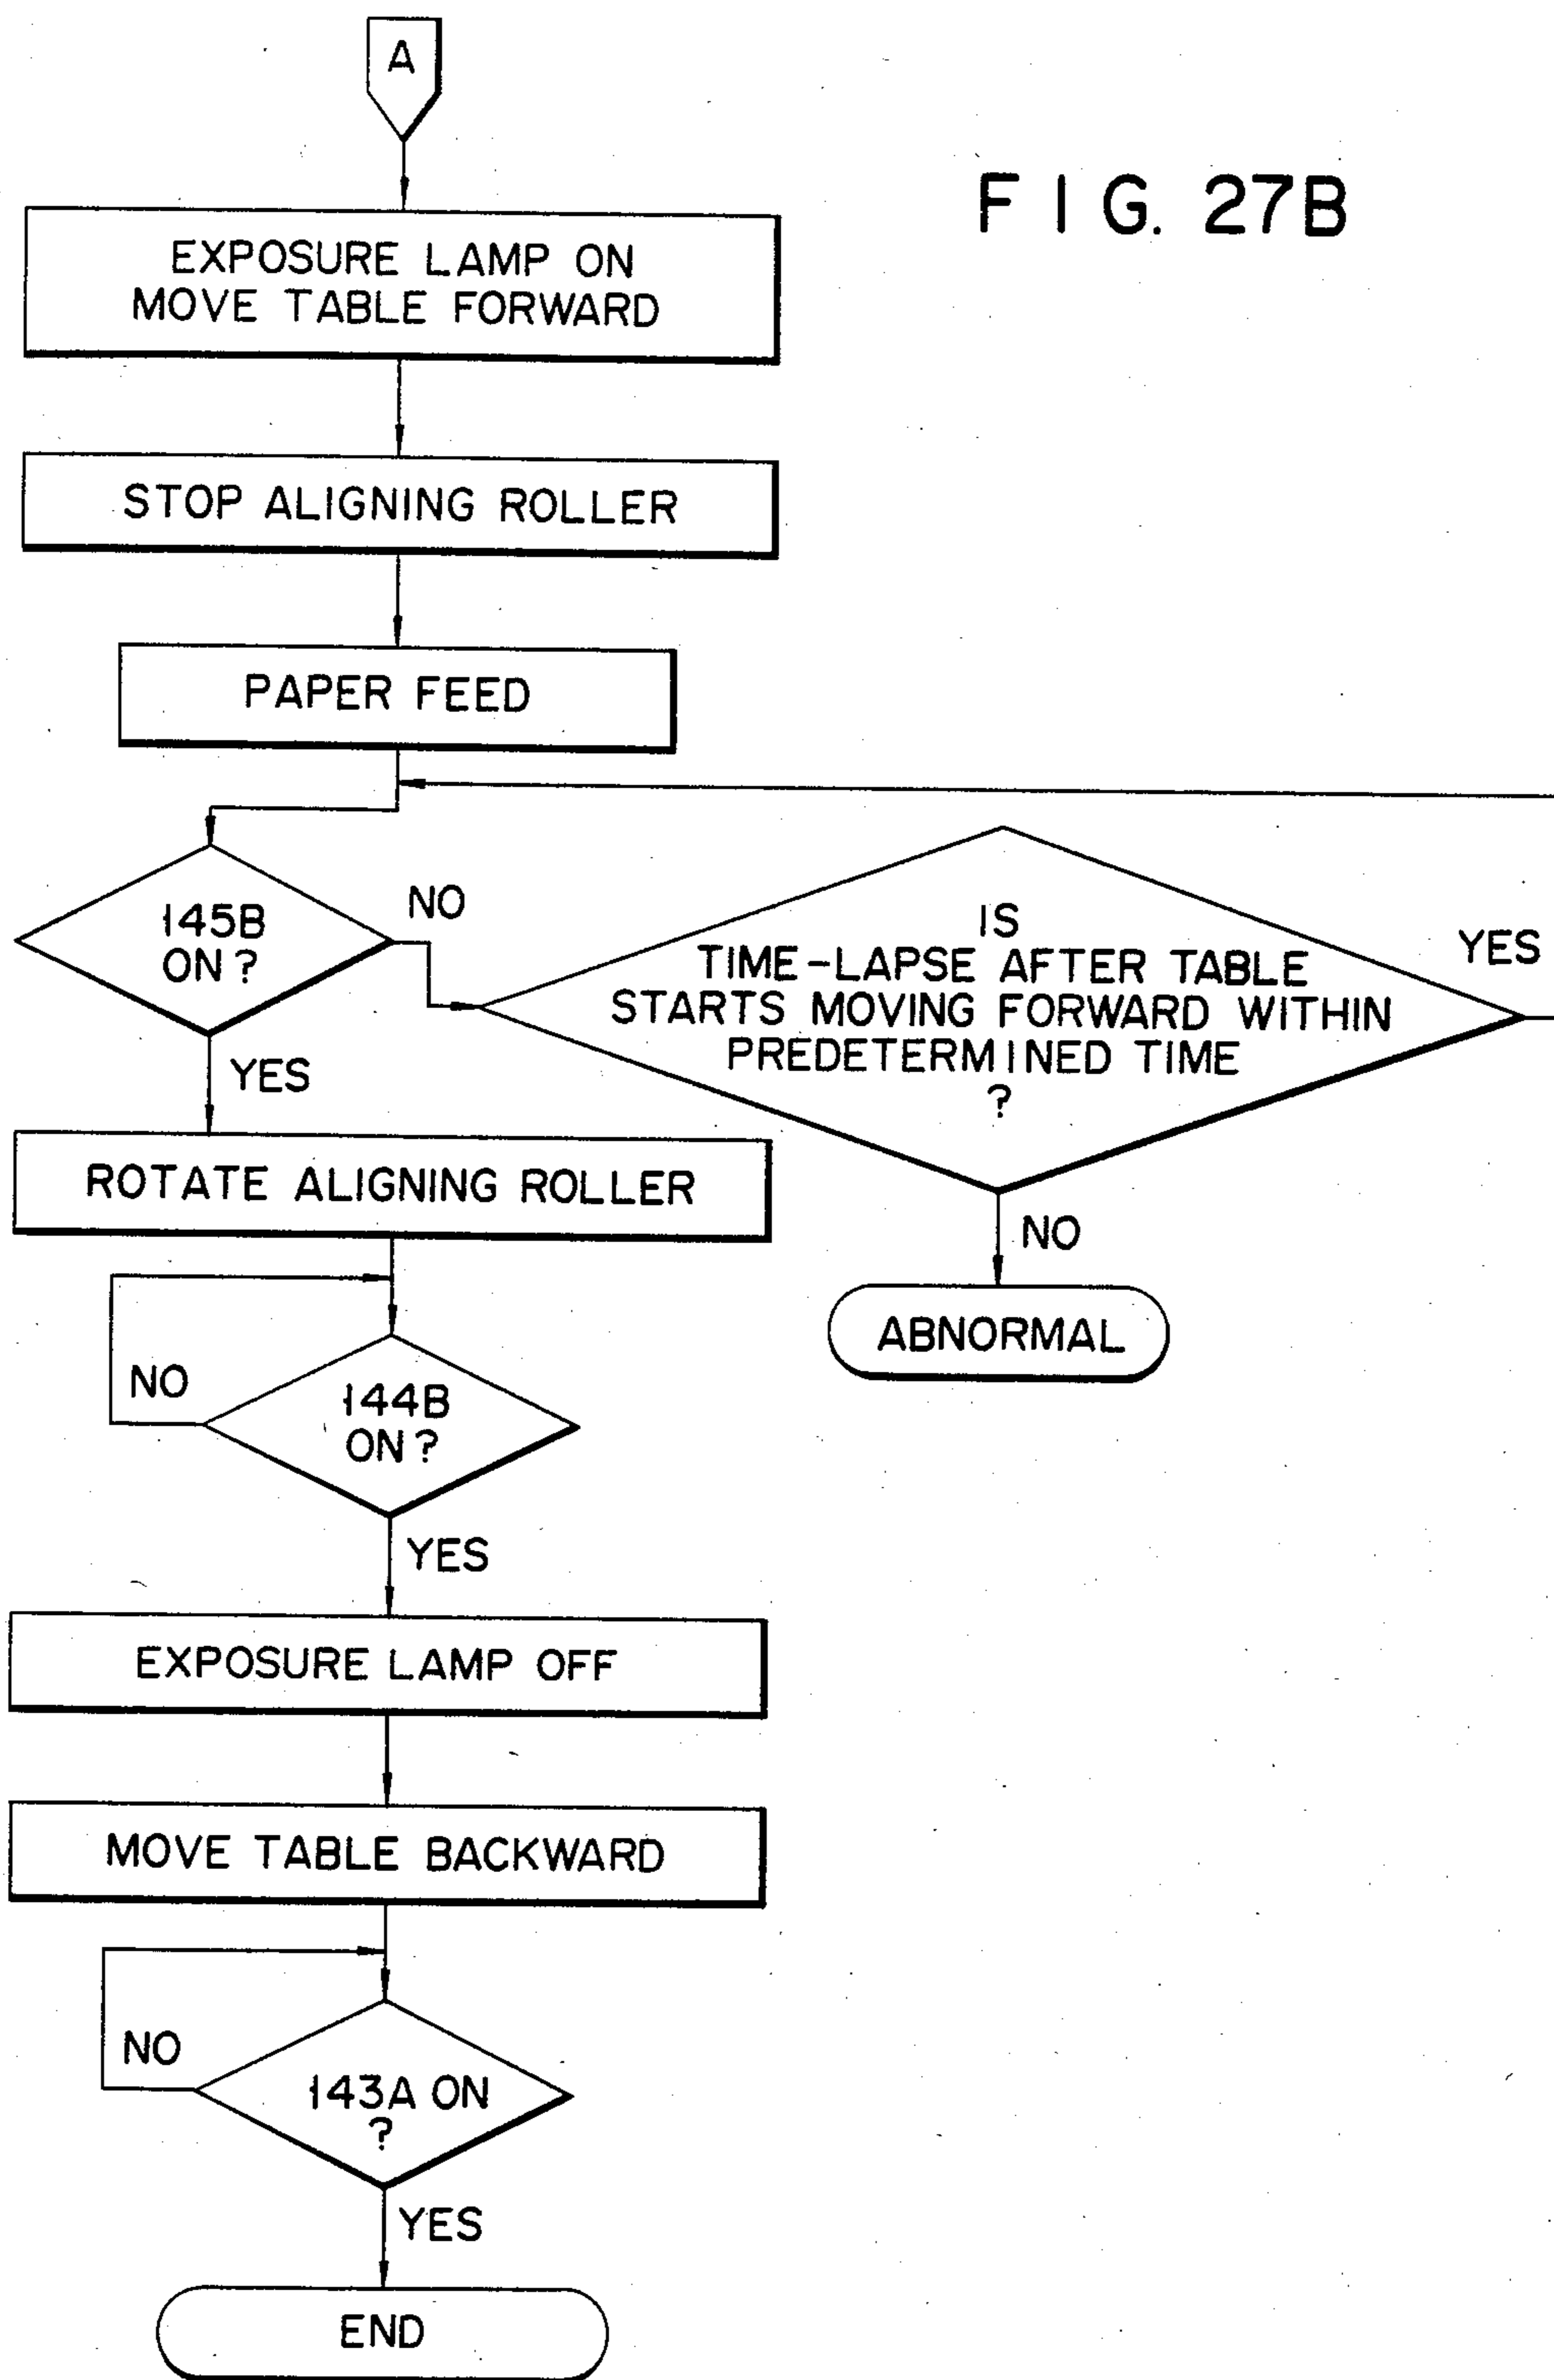 A
FIG. 27B
EXPOSURE LAMP ON
MOVE TABLE FORWARD
STOP ALIGNING ROLLER
PAPER FEED
145B
ON?
NO
IS
TIME-LAPSE AFTER TABLE
STARTS MOVING FORWARD WITHIN
PREDETERMINED TIME
?
YES
YES
ROTATE ALIGNING ROLLER
NO
ABNORMAL
NO
144B
ON?
YES
EXPOSURE LAMP OFF
MOVE TABLE BACKWARD
NO
143A ON
?
YES
END